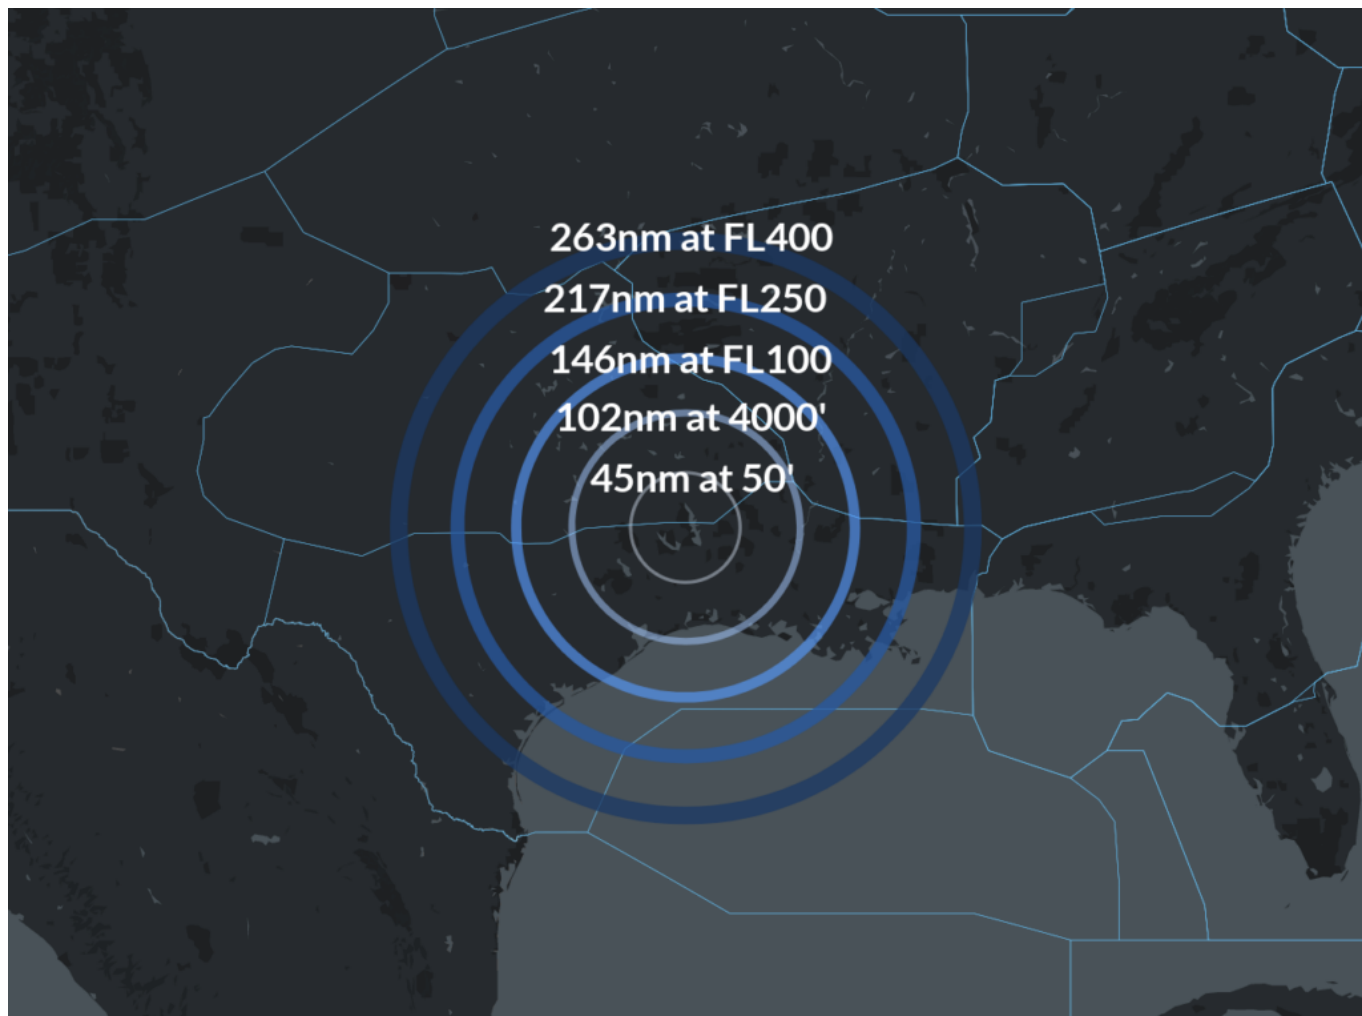 263nm at FL400
217nm at FL250
146nm at FL100
102nm at 4000'
45nm at 50'